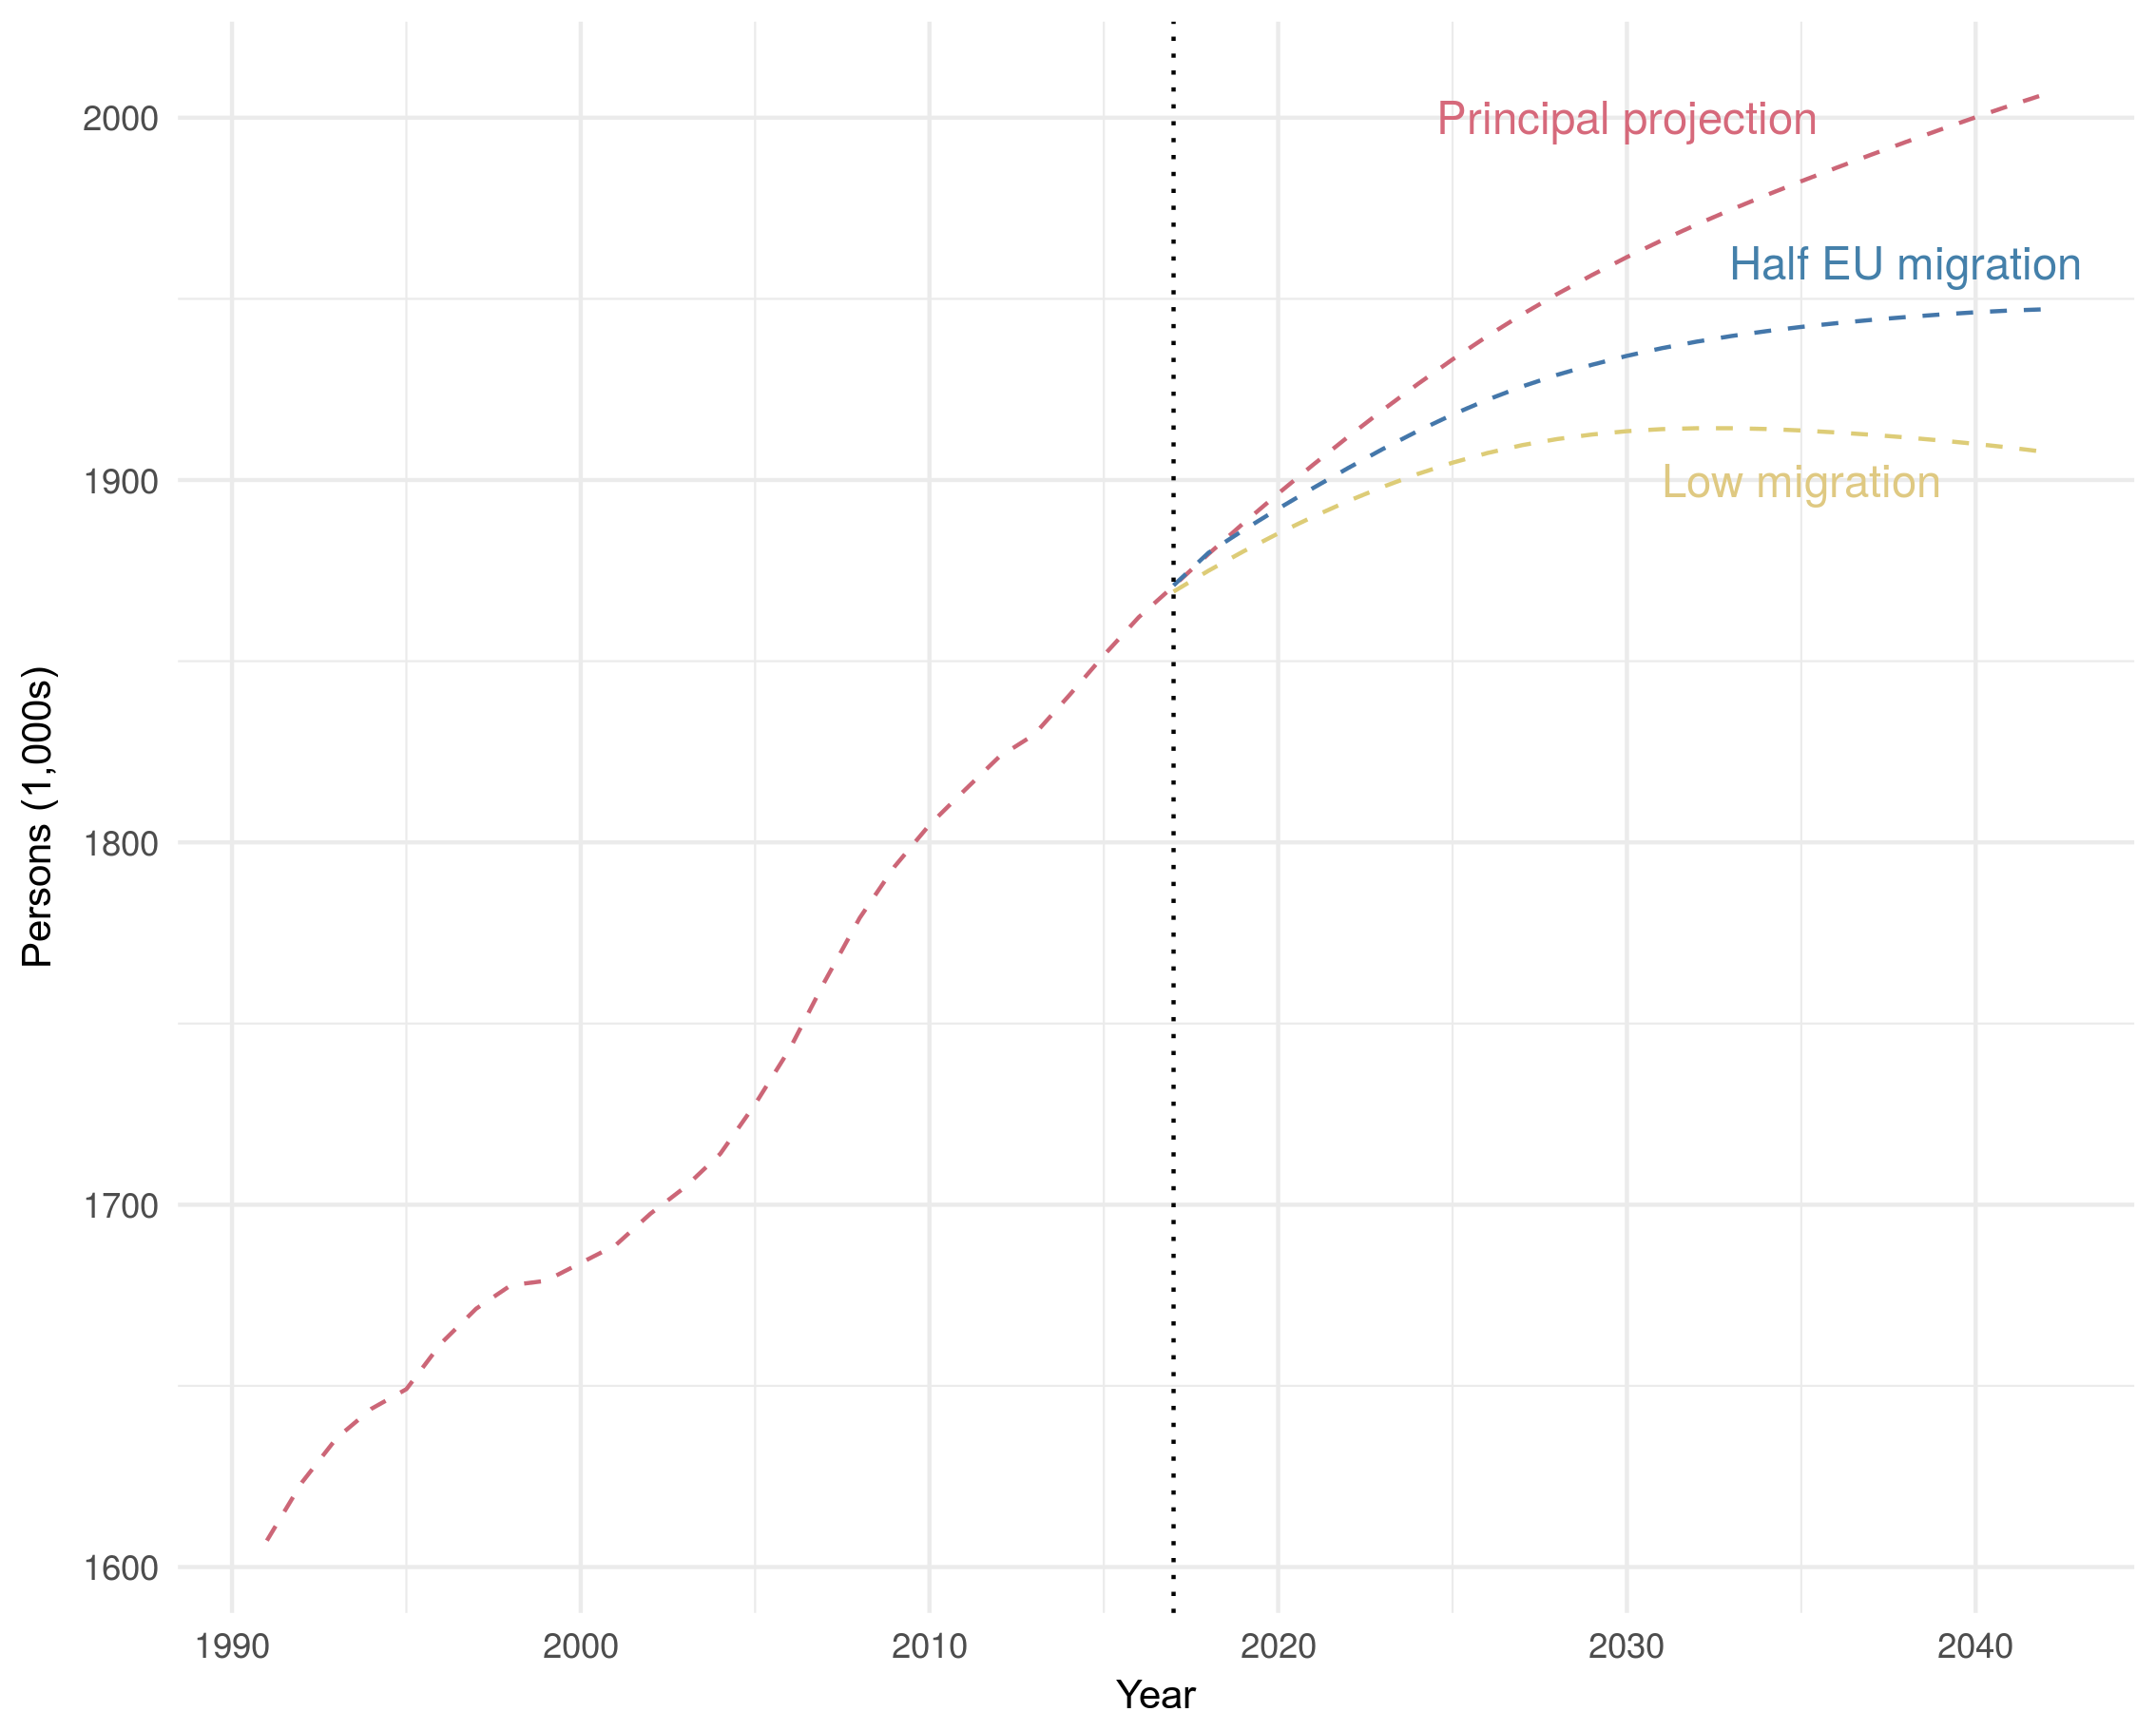 2000
1900
1800
1700
1600
Persons (1,000s)
Principal projection
Half EU migration
Low migration
1990 2000 2010 2020 2030 2040
Year